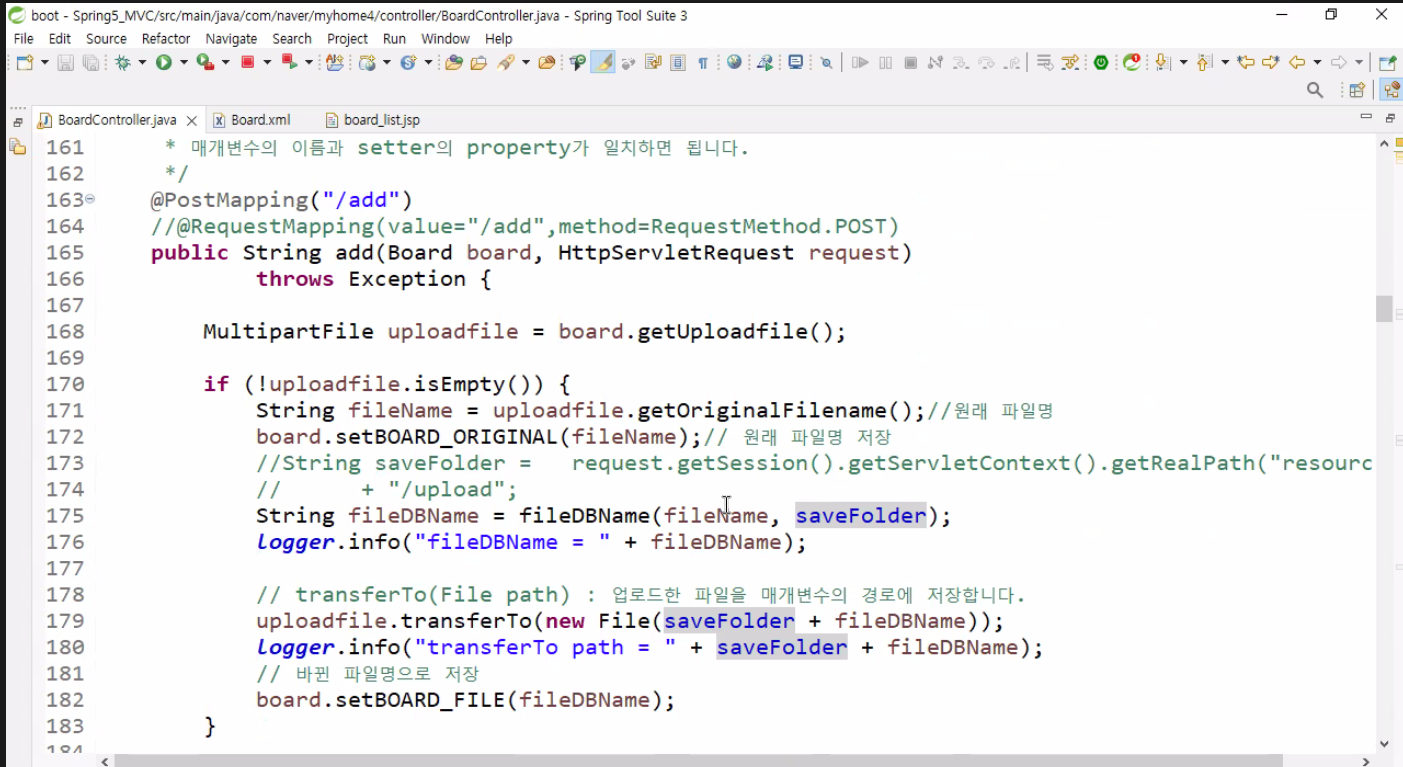 boot - Spring5_MVC/src/main/java/com/naver/myhome4/controller/BoardController.java - Spring Tool Suite 3
File Edit Source Refactor Navigate Search Project Run Window Help
BoardController.java Board.xml board_list.jsp
161 * 매개변수의 이름과 setter의 property가 일치하면 됩니다.
162 */
163 @PostMapping("/add")
164 //@RequestMapping(value="/add",method=RequestMethod.POST)
165 public String add(Board board, HttpServletRequest request)
166 throws Exception {
167
168 MultipartFile uploadfile = board.getUploadfile();
169
170 if (!uploadfile.isEmpty()) {
171 String fileName = uploadfile.getOriginalFilename();//원래 파일명
172 board.setBOARD_ORIGINAL(fileName);// 원래 파일명 저장
173 //String saveFolder = request.getSession().getServletContext().getRealPath("resourc
174 // + "/upload";
175 String fileDBName = fileDBName(fileName, saveFolder);
176 logger.info("fileDBName = " + fileDBName);
177
178 // transferTo(File path) : 업로드한 파일을 매개변수의 경로에 저장합니다.
179 uploadfile.transferTo(new File(saveFolder + fileDBName));
180 logger.info("transferTo path = " + saveFolder + fileDBName);
181 // 바뀐 파일명으로 저장
182 board.setBOARD_FILE(fileDBName);
183 }
184